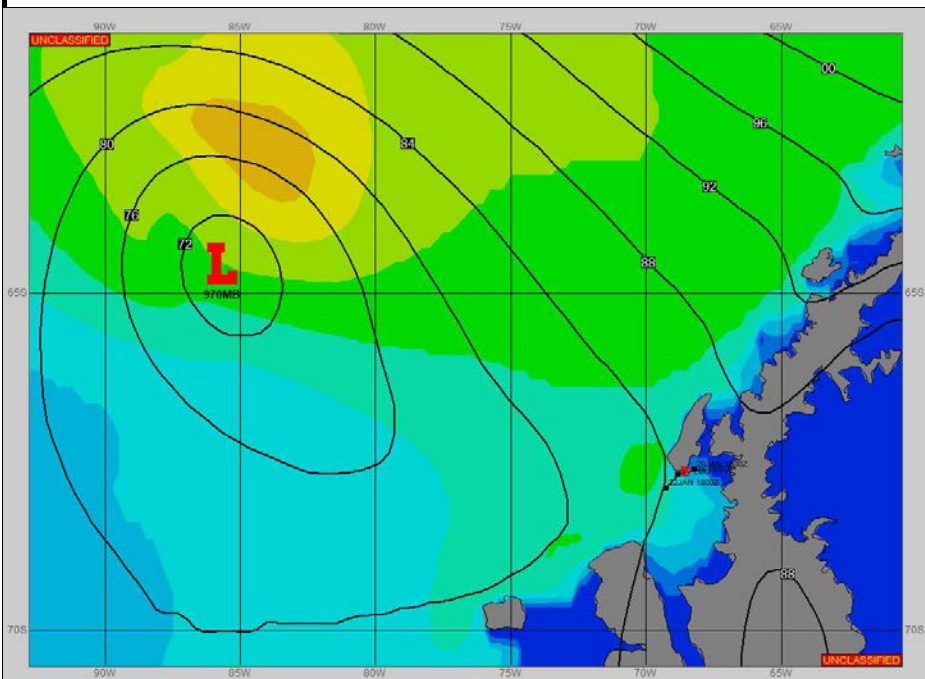 90W 85W 80W 75W 70W 65W
UNCLASSIFIED
00
96
80
84
92
76
72
88
L
970MB
65S
65S
22JAN 1800Z
88
70S
70S
UNCLASSIFIED
90W 85W 80W 75W 70W 65W